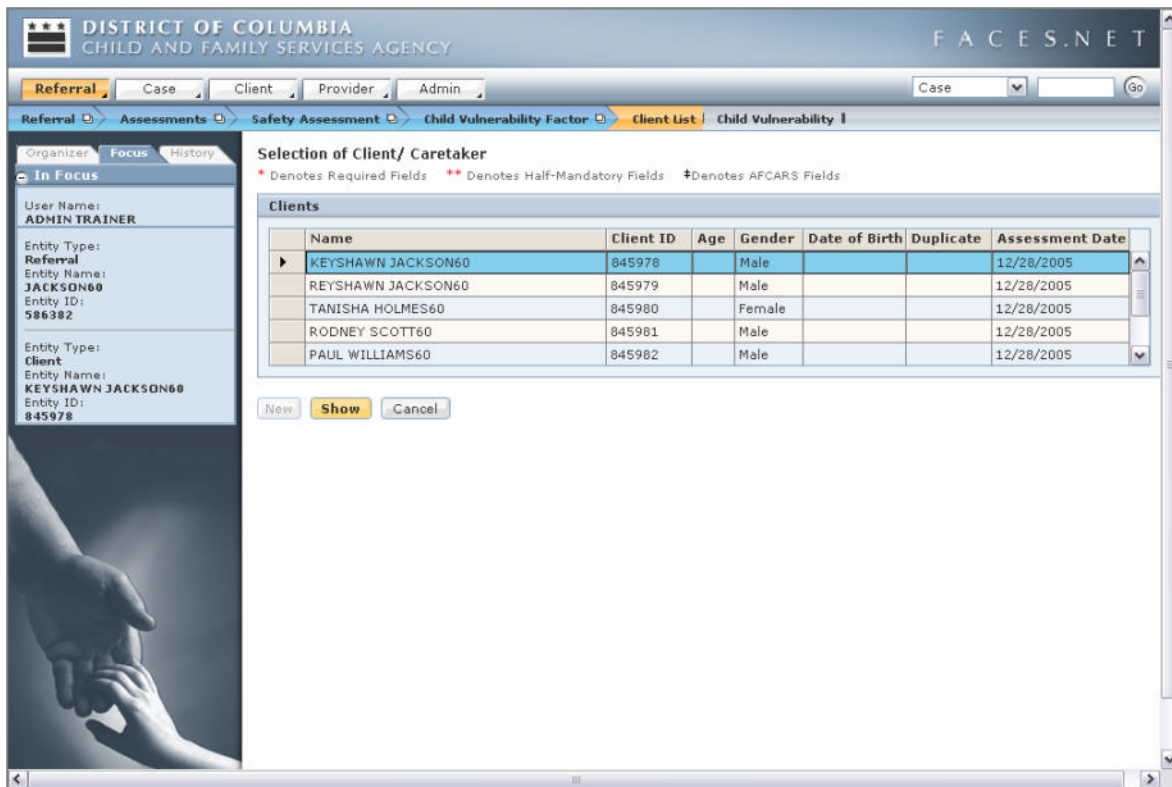 DISTRICT OF COLUMBIA
CHILD AND FAMILY SERVICES AGENCY
FACES.NET
Referral Case Client Provider Admin Case Go
Referral Assessments Safety Assessment Child Vulnerability Factor Client List Child Vulnerability
Organizer Focus History
In Focus
User Name:
ADMIN TRAINER
Entity Type:
Referral
Entity Name:
JACKSON60
Entity ID:
586382
Entity Type:
Client
Entity Name:
KEYSHAWN JACKSON60
Entity ID:
845978
Selection of Client/ Caretaker
* Denotes Required Fields ** Denotes Half-Mandatory Fields ‡Denotes AFCARS Fields
Clients
Name Client ID Age Gender Date of Birth Duplicate Assessment Date
KEYSHAWN JACKSON60 845978 Male 12/28/2005
REYSHAWN JACKSON60 845979 Male 12/28/2005
TANISHA HOLMES60 845980 Female 12/28/2005
RODNEY SCOTT60 845981 Male 12/28/2005
PAUL WILLIAMS60 845982 Male 12/28/2005
New Show Cancel